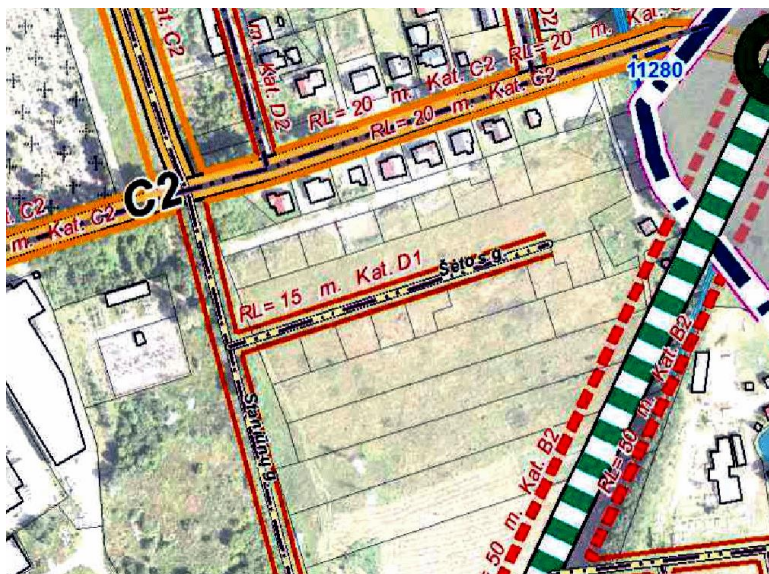 Kat. C2
m. Kat. D2
D2
RL= 20 m. Kat. C2
RL= 20 m. Kat. C2
11280
C2
t. C2
m. Kat. C2
RL= 15 m. Kat. D1
Šėtos g.
RL= 50 m. Kat. B2
50 m. Kat. B2